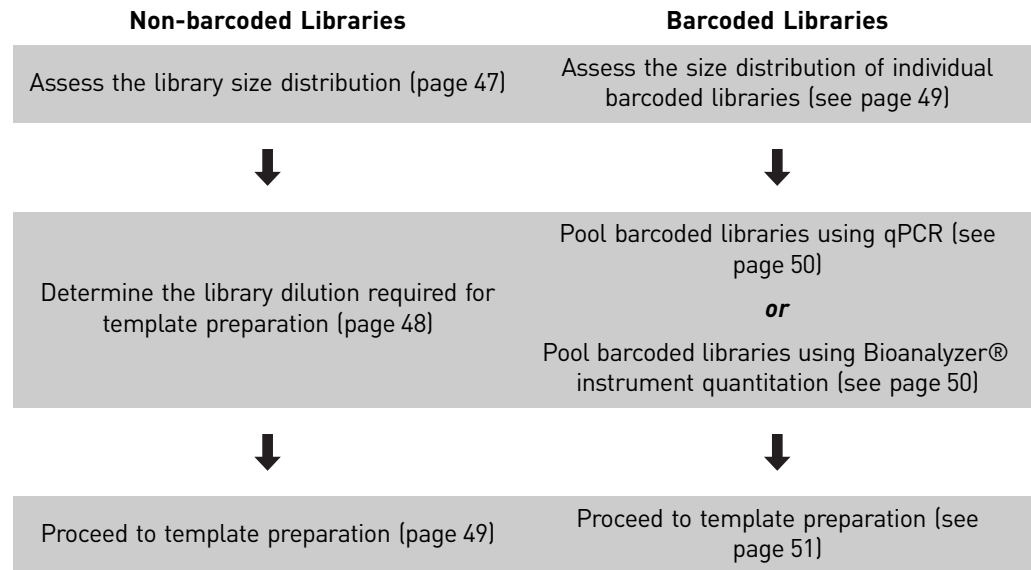 Non-barcoded Libraries
Barcoded Libraries
Assess the library size distribution (page 47)
Assess the size distribution of individual
barcoded libraries (see page 49)
Determine the library dilution required for
template preparation (page 48)
Pool barcoded libraries using qPCR (see
page 50)
or
Pool barcoded libraries using Bioanalyzer®
instrument quantitation (see page 50)
Proceed to template preparation (page 49)
Proceed to template preparation (see
page 51)